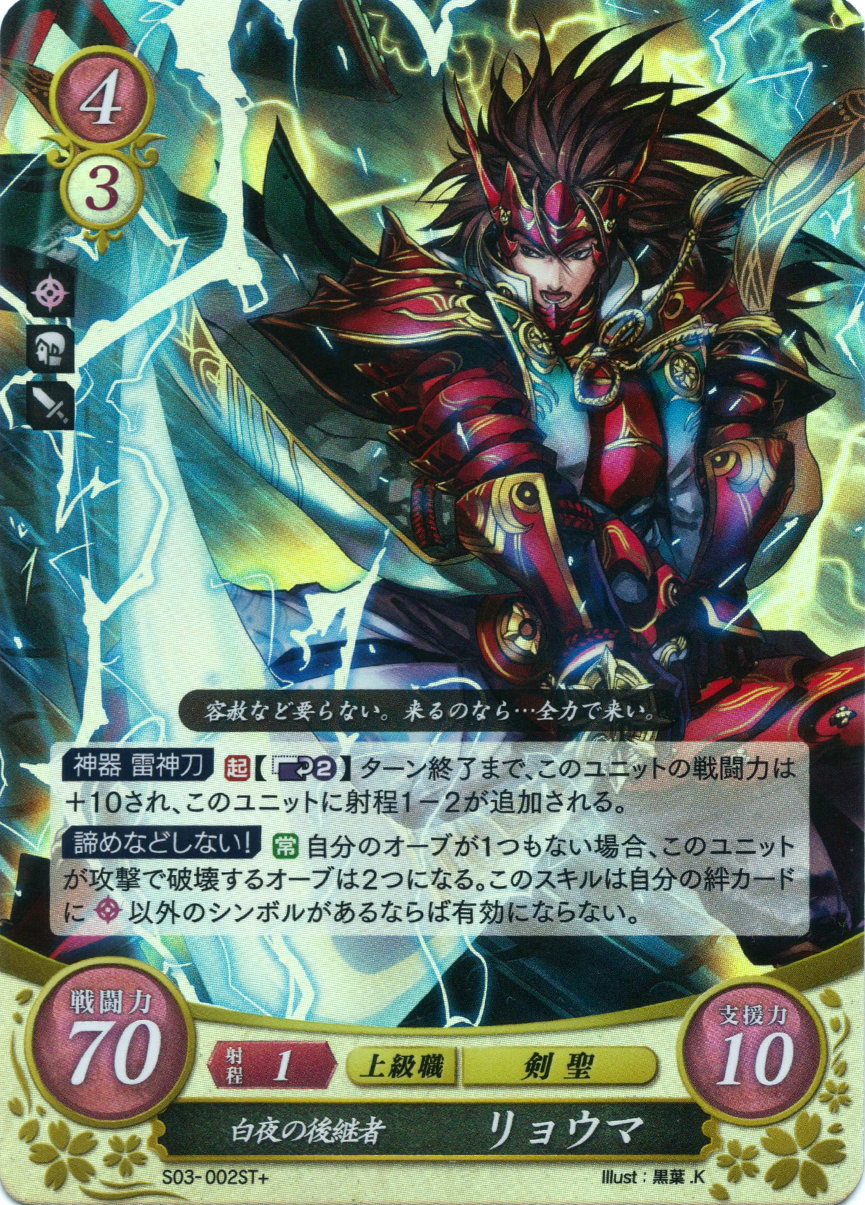 4
3
容赦など要らない。来るのなら…全力で来い。
神器 雷神刀 起【2】ターン終了まで、このユニットの戦闘力は
+10され、このユニットに射程1-2が追加される。
諦めなどしない! 常 自分のオーブが1つもない場合、このユニット
が攻撃で破壊するオーブは2つになる。このスキルは自分の絆カード
に 以外のシンボルがあるならば有効にならない。
戦闘力
70
射程 1
上級職
剣聖
支援力
10
白夜の後継者 リョウマ
S03-002ST+
Illust:黒葉.K